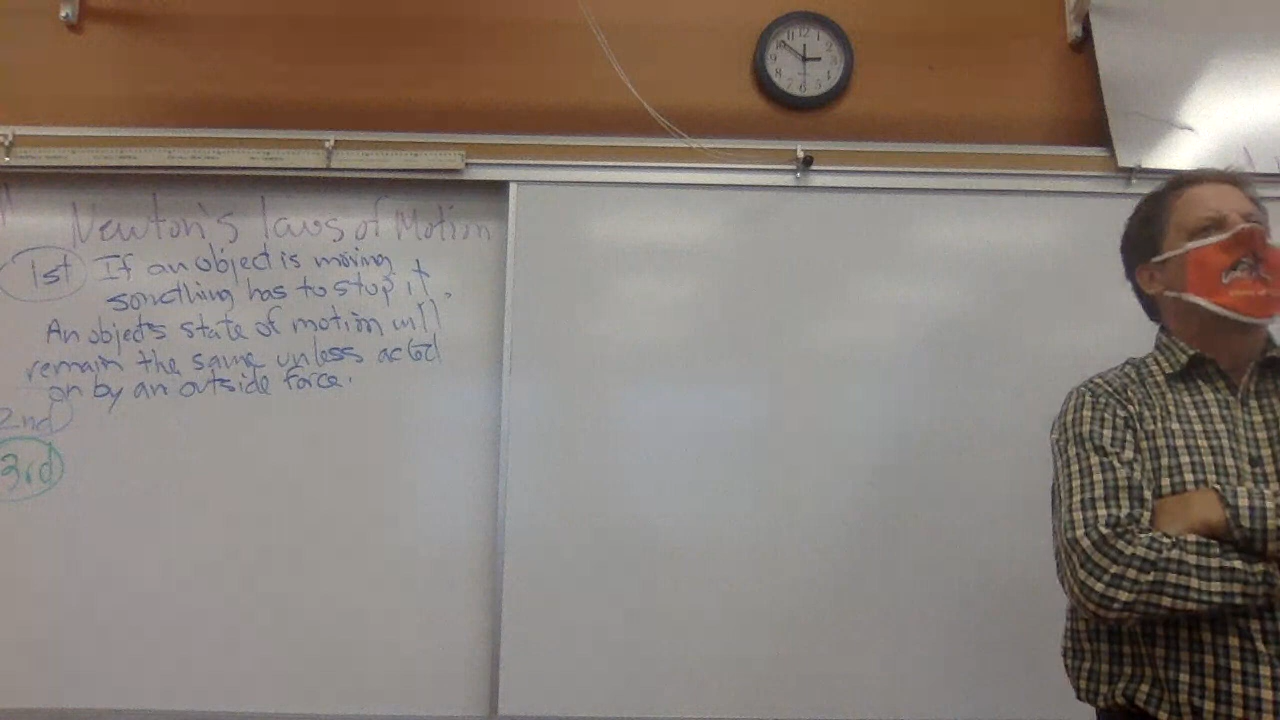 Newton's laws of Motion
1st If an object is moving
something has to stop it.
An objects state of motion will
remain the same unless acted
on by an outside force.
2nd
3rd